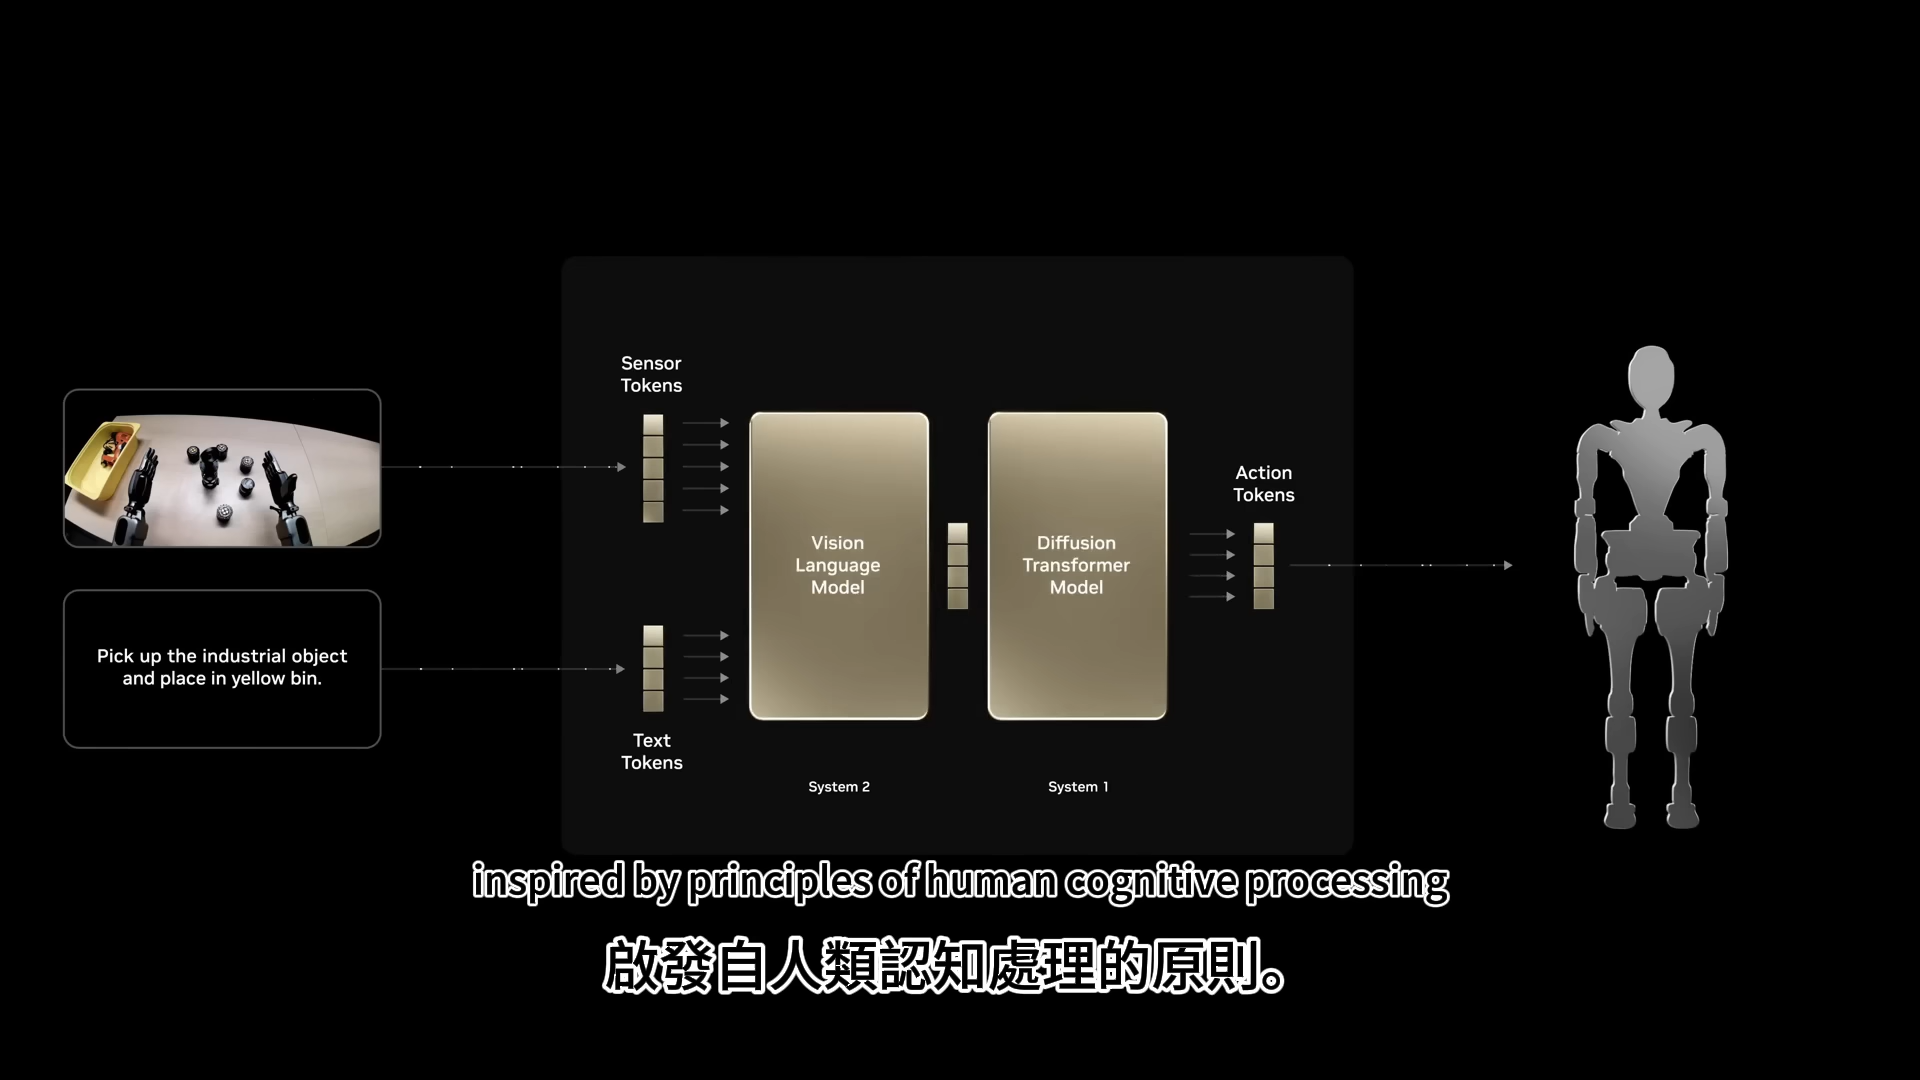 Sensor
Tokens
Pick up the industrial object
and place in yellow bin.
Text
Tokens
Vision
Language
Model
System 2
Diffusion
Transformer
Model
System 1
Action
Tokens
inspired by principles of human cognitive processing
啟發自人類認知處理的原則。